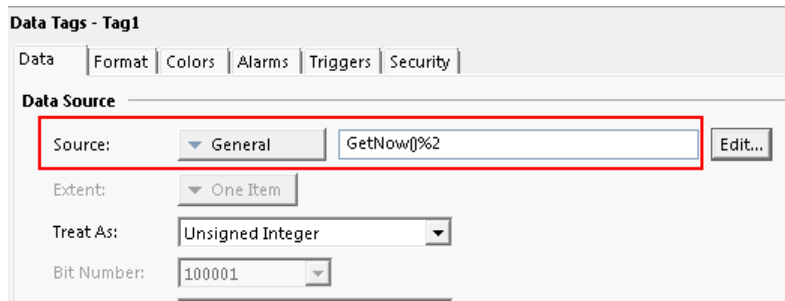 Data Tags - Tag1
Data Format Colors Alarms Triggers Security
Data Source
Source: General GetNow()%2 Edit...
Extent: One Item
Treat As: Unsigned Integer
Bit Number: 100001